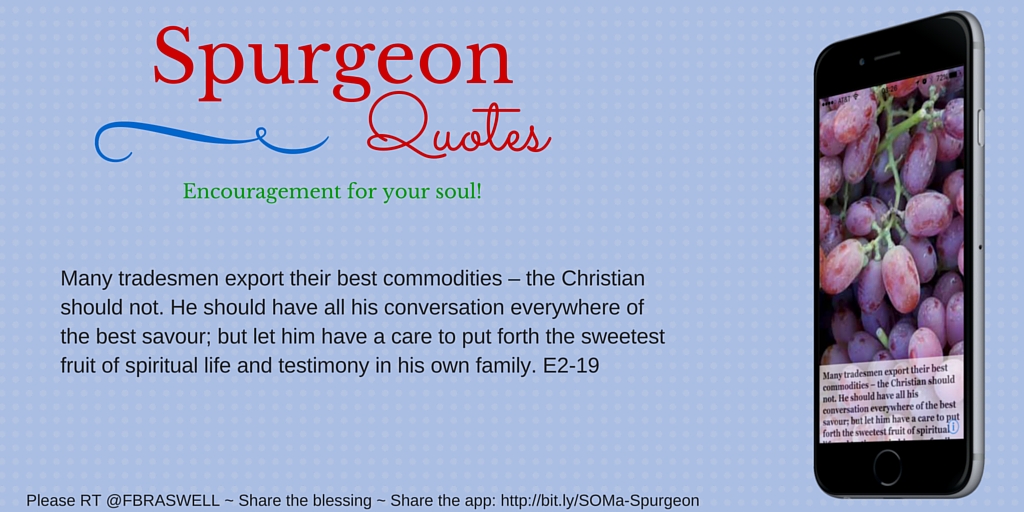 Spurgeon
Quotes
Encouragement for your soul!
Many tradesmen export their best commodities – the Christian
should not. He should have all his conversation everywhere of
the best savour; but let him have a care to put forth the sweetest
fruit of spiritual life and testimony in his own family. E2-19
Please RT @FBRASWELL ~ Share the blessing ~ Share the app: http://bit.ly/SOMa-Spurgeon
AT&T
72%
Many tradesmen export their best
commodities – the Christian should
not. He should have all his
conversation everywhere of the best
savour; but let him have a care to put
forth the sweetest fruit of spiritual